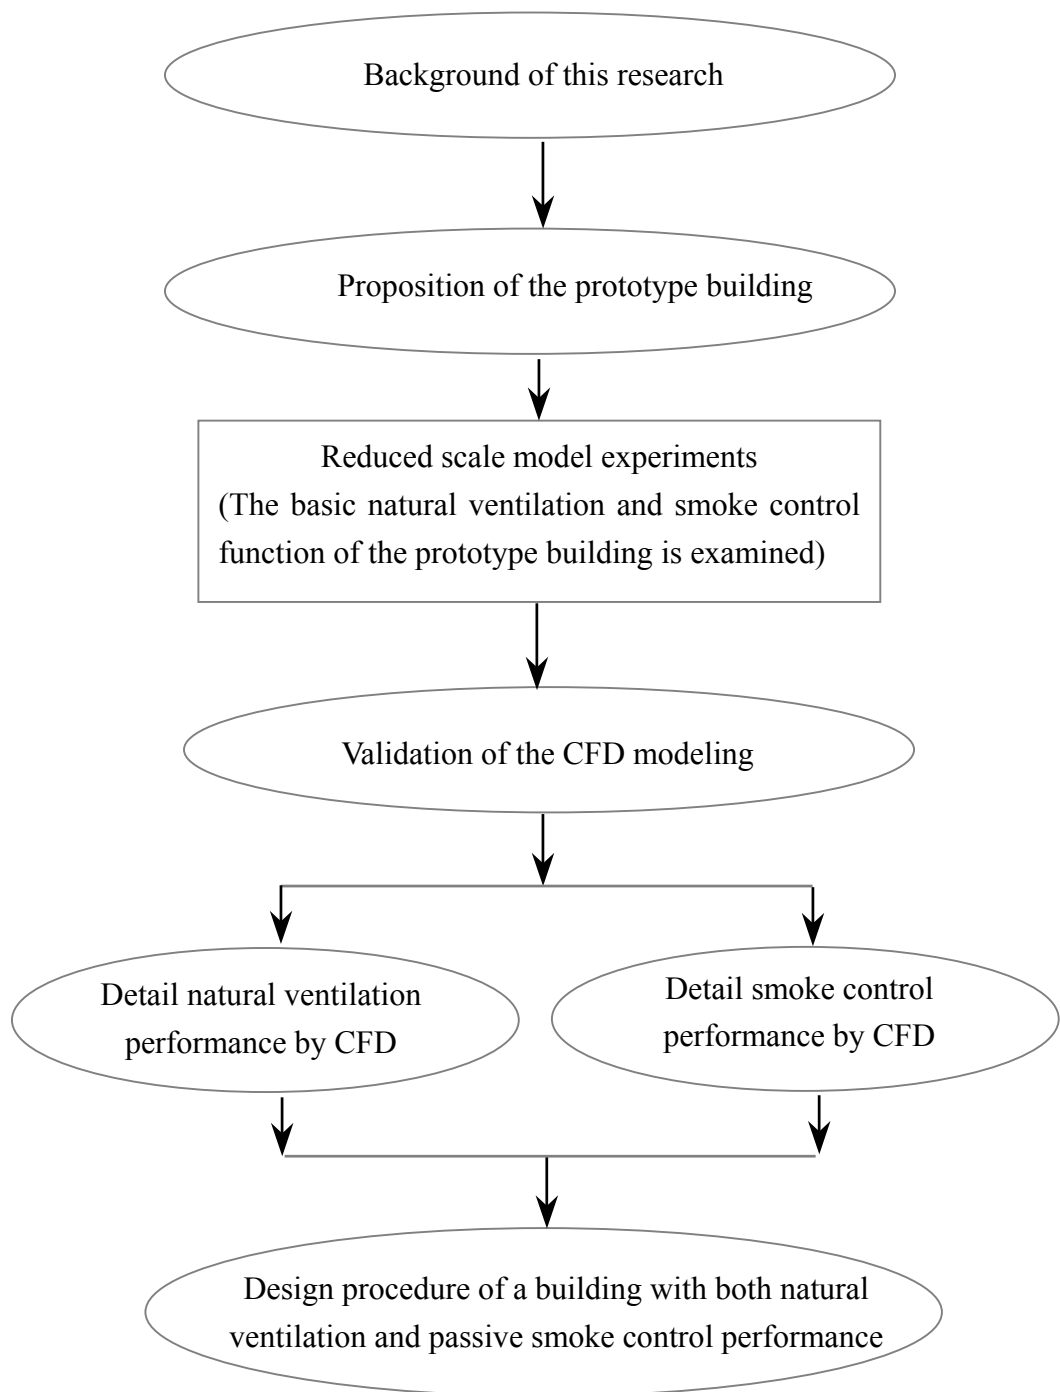 Background of this research
Proposition of the prototype building
Reduced scale model experiments
(The basic natural ventilation and smoke control
function of the prototype building is examined)
Validation of the CFD modeling
Detail natural ventilation
performance by CFD
Detail smoke control
performance by CFD
Design procedure of a building with both natural
ventilation and passive smoke control performance